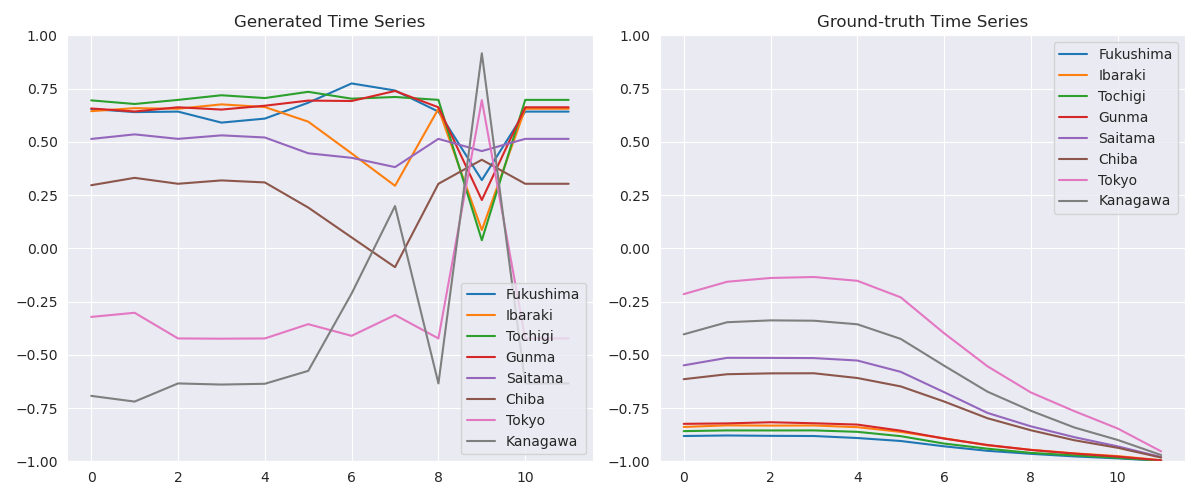 Generated Time Series
1.00
0.75
0.50
0.25
0.00
−0.25
−0.50
−0.75
−1.00
0
2
4
6
8
10
Fukushima
Ibaraki
Tochigi
Gunma
Saitama
Chiba
Tokyo
Kanagawa
Ground-truth Time Series
1.00
0.75
0.50
0.25
0.00
−0.25
−0.50
−0.75
−1.00
0
2
4
6
8
10
Fukushima
Ibaraki
Tochigi
Gunma
Saitama
Chiba
Tokyo
Kanagawa